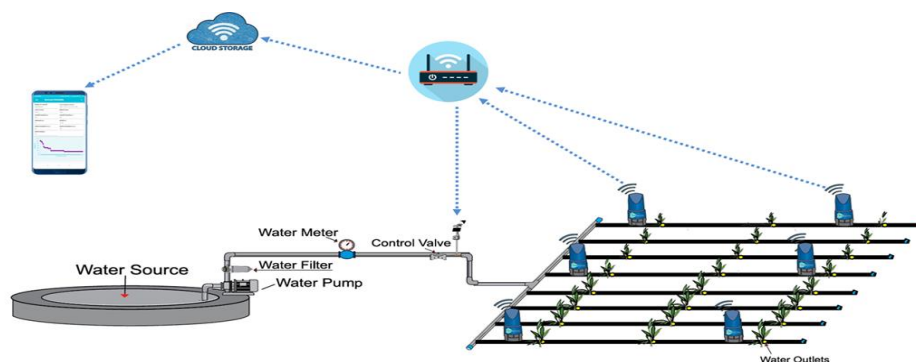 CLOUD STORAGE
Water Meter
Control Valve
Water Source
Water Filter
Water Pump
Water Outlets